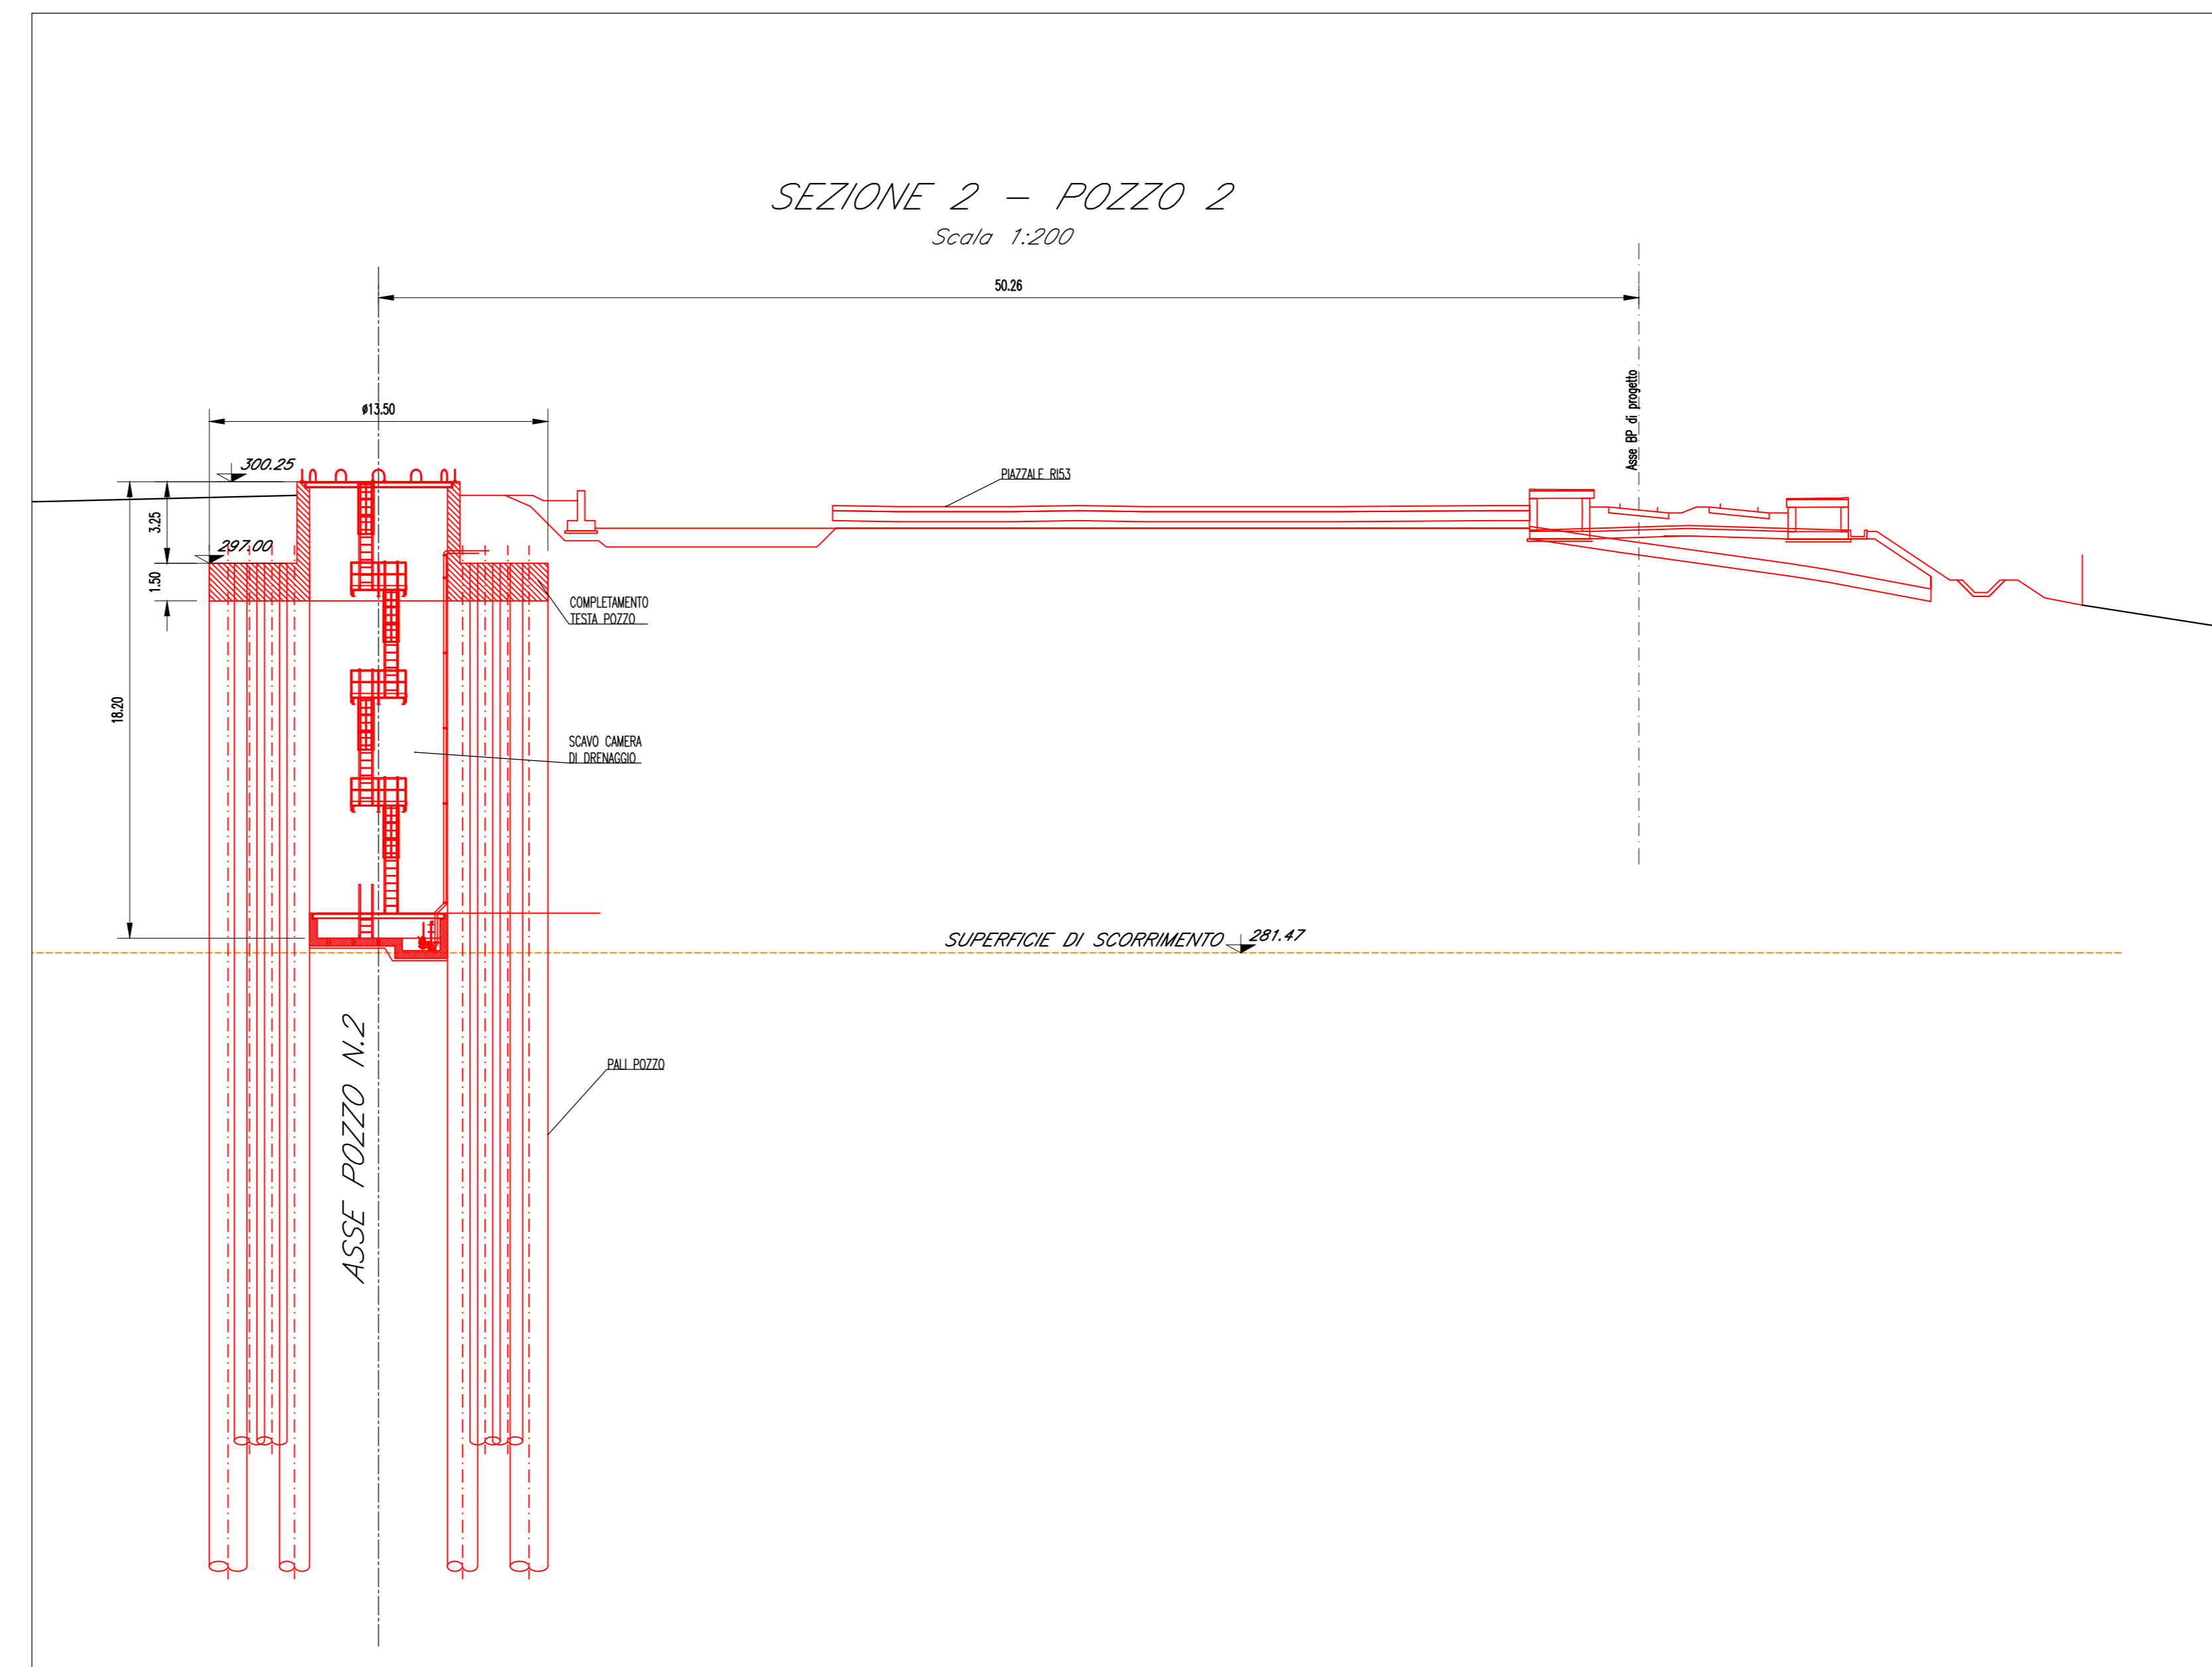 SEZIONE 2 - POZZO 2
Scala 1:200
50.26
Asse BP di progetto
ø13.50
300.25
PIAZZALE RI53
3.25
297.00
1.50
COMPLETAMENTO
TESTA POZZO
18.20
SCAVO CAMERA
DI DRENAGGIO
SUPERFICIE DI SCORRIMENTO
281.47
ASSE POZZO N.2
PALI POZZO